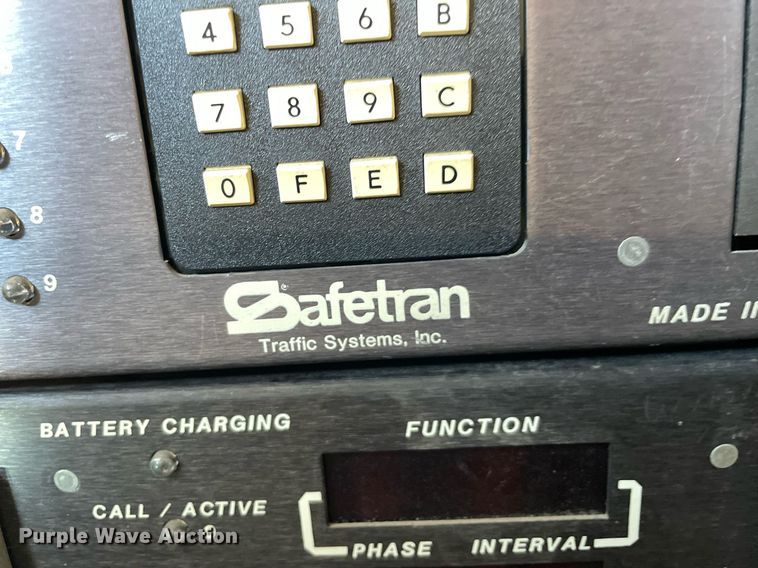 4 5 6 B
7 8 9 C
0 F E D
7
8
9
Safetran
Traffic Systems, Inc.
MADE I
BATTERY CHARGING
FUNCTION
CALL / ACTIVE
PHASE INTERVAL
Purple Wave Auction